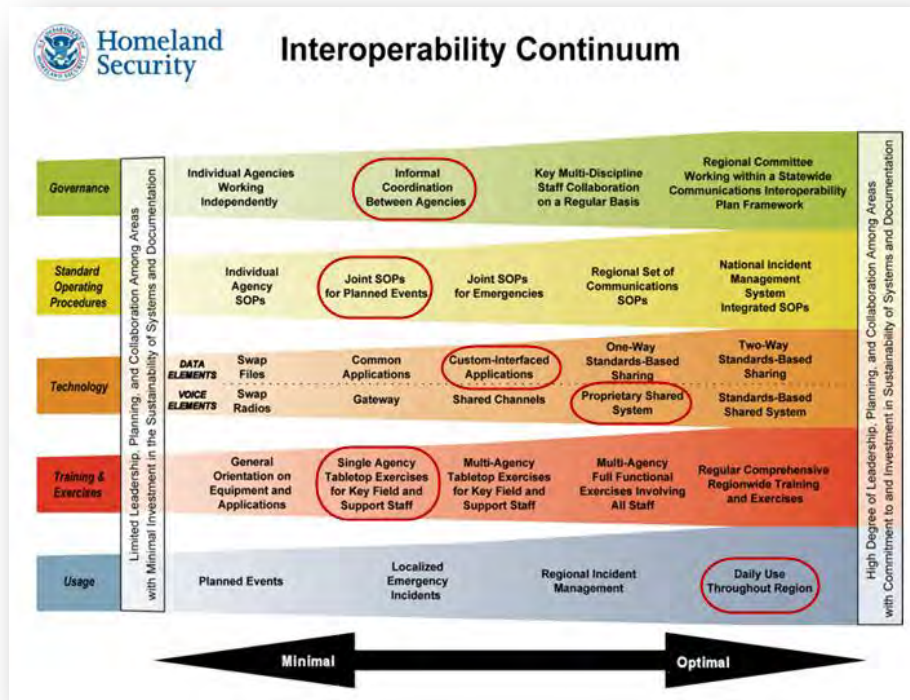 Homeland
Security
Interoperability Continuum
Limited Leadership, Planning, and Collaboration Among Areas
with Minimal Investment in the Sustainability of Systems and Documentation
High Degree of Leadership, Planning, and Collaboration Among Areas
with Commitment to and Investment in Sustainability of Systems and Documentation
Governance
Individual Agencies
Working
Independently
Informal
Coordination
Between Agencies
Key Multi-Discipline
Staff Collaboration
on a Regular Basis
Regional Committee
Working within a Statewide
Communications Interoperability
Plan Framework
Standard
Operating
Procedures
Individual
Agency
SOPs
Joint SOPs
for Planned Events
Joint SOPs
for Emergencies
Regional Set of
Communications
SOPs
National Incident
Management
System
Integrated SOPs
Technology
DATA
ELEMENTS
Swap
Files
Common
Applications
Custom-Interfaced
Applications
One-Way
Standards-Based
Sharing
Two-Way
Standards-Based
Sharing
VOICE
ELEMENTS
Swap
Radios
Gateway
Shared Channels
Proprietary Shared
System
Standards-Based
Shared System
Training &
Exercises
General
Orientation on
Equipment and
Applications
Single Agency
Tabletop Exercises
for Key Field and
Support Staff
Multi-Agency
Tabletop Exercises
for Key Field and
Support Staff
Multi-Agency
Full Functional
Exercises Involving
All Staff
Regular Comprehensive
Regionwide Training
and Exercises
Usage
Planned Events
Localized
Emergency
Incidents
Regional Incident
Management
Daily Use
Throughout Region
Minimal
Optimal